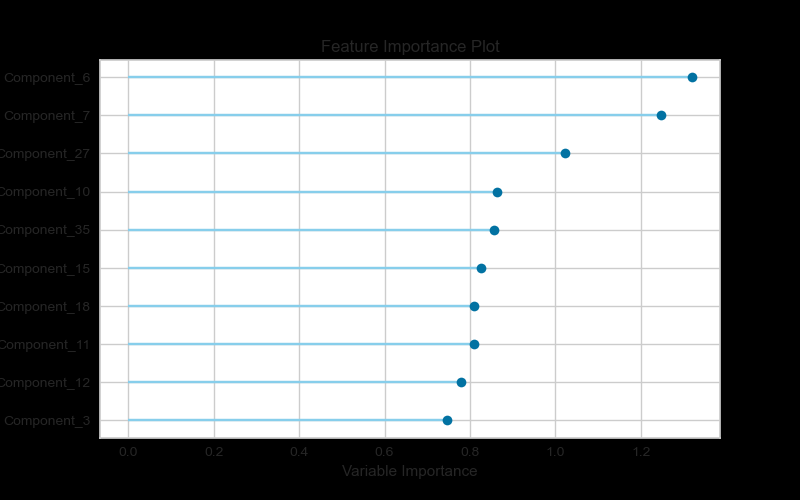 Feature Importance Plot
Component_6
Component_7
Component_27
Component_10
Component_35
Component_15
Component_18
Component_11
Component_12
Component_3
0.0 0.2 0.4 0.6 0.8 1.0 1.2
Variable Importance